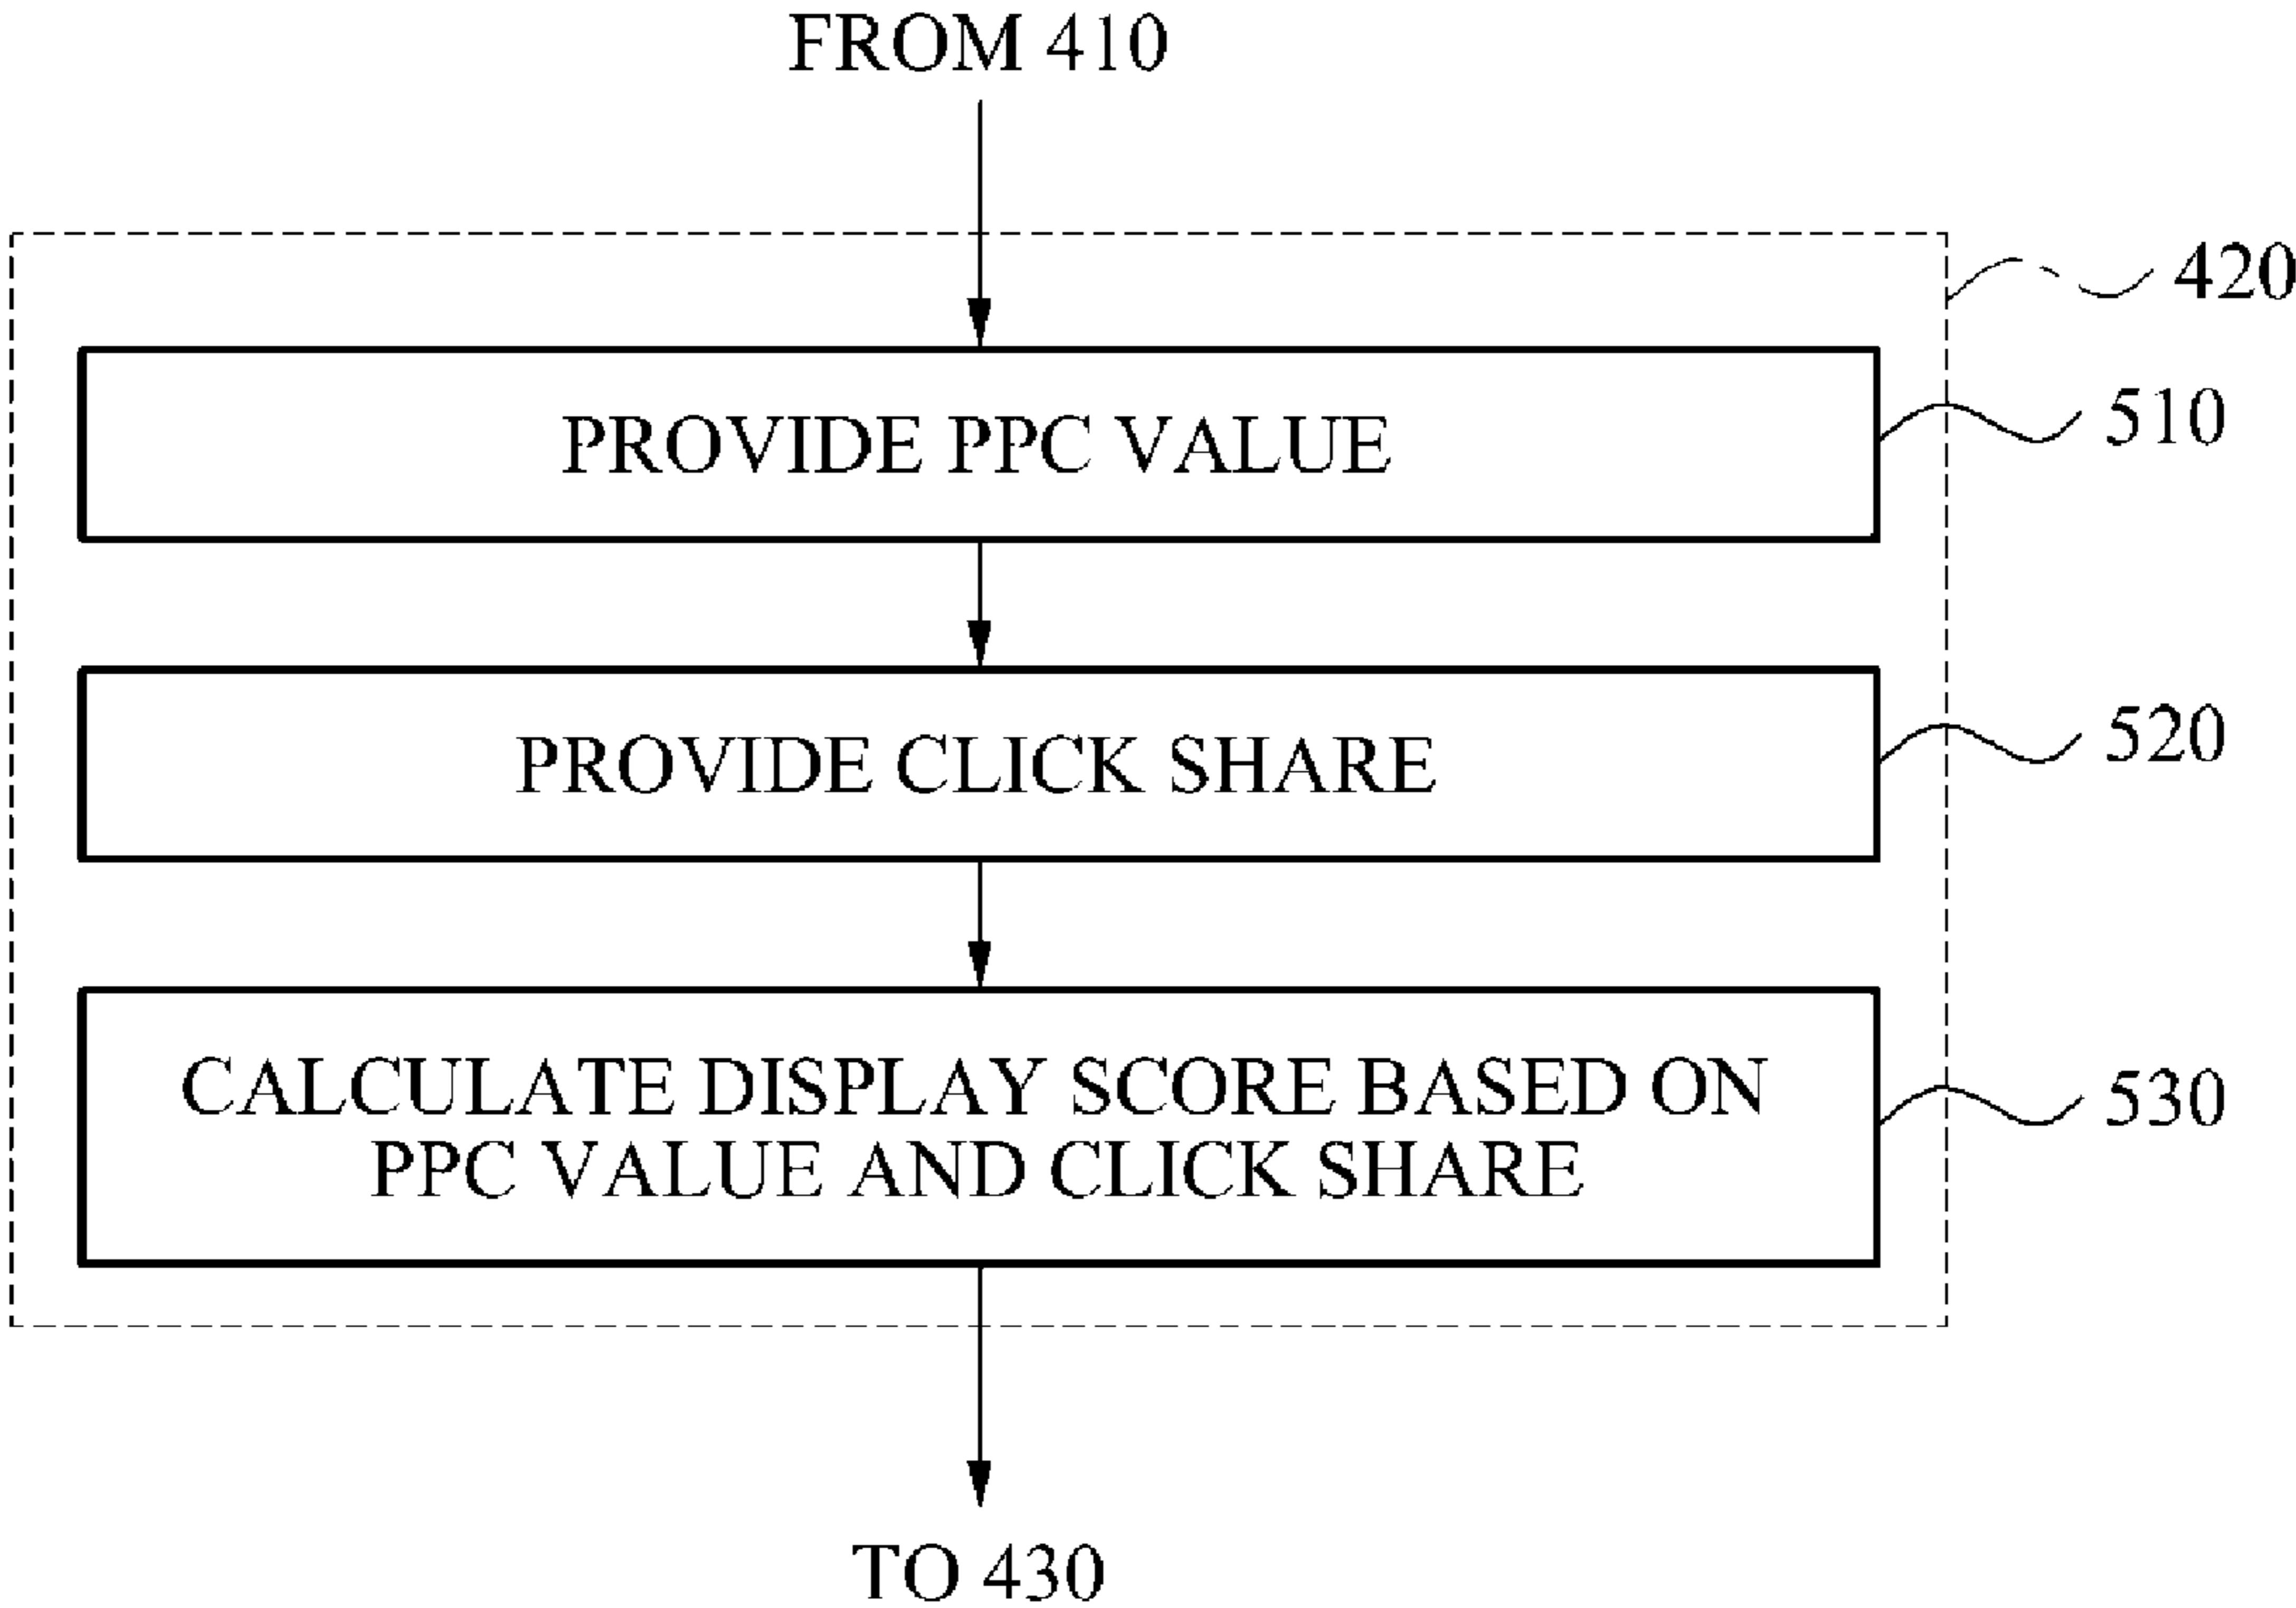 FROM 410
420
PROVIDE PPC VALUE
510
PROVIDE CLICK SHARE
520
CALCULATE DISPLAY SCORE BASED ON
PPC VALUE AND CLICK SHARE
530
TO 430